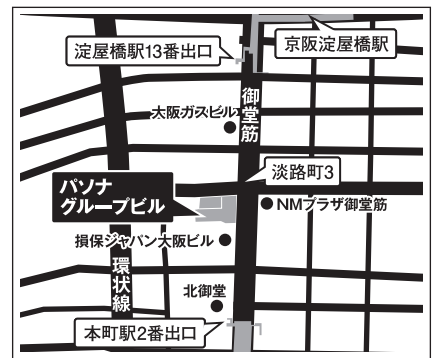 淀屋橋駅13番出口
京阪淀屋橋駅
御堂筋
大阪ガスビル
淡路町3
パソナ
グループビル
NMプラザ御堂筋
損保ジャパン大阪ビル
環状線
北御堂
本町駅2番出口